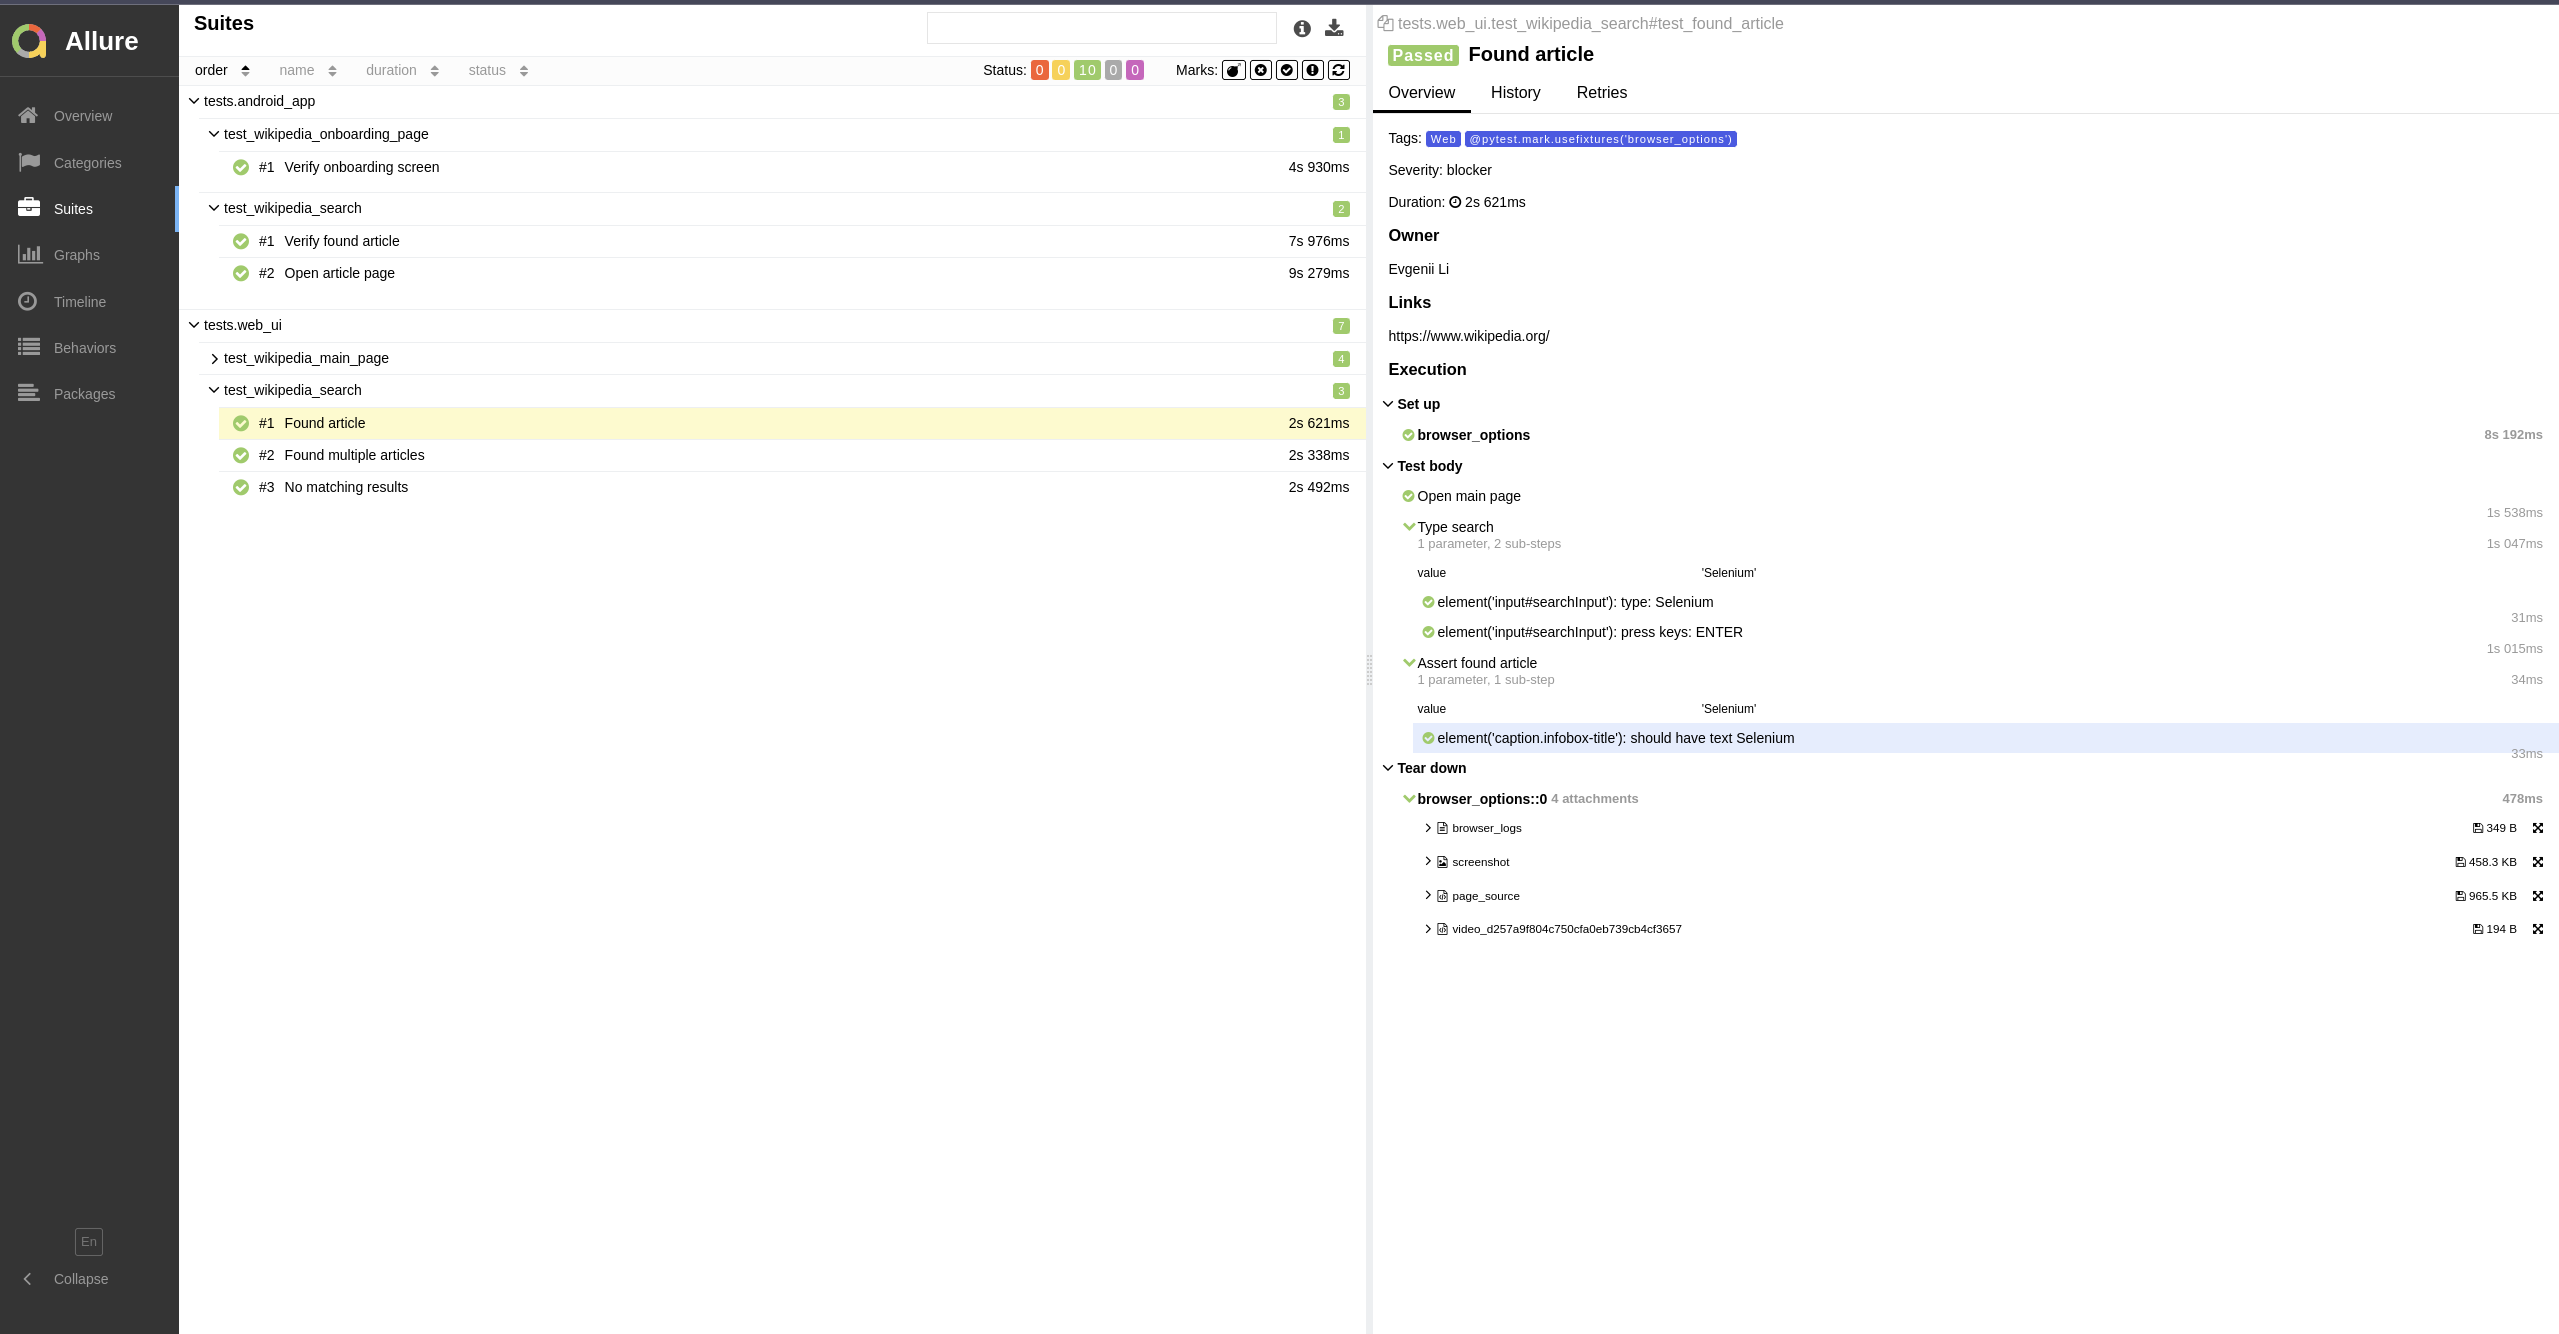 Allure
Overview
Categories
Suites
Graphs
Timeline
Behaviors
Packages
En
Collapse
Suites
order name duration status Status: 0 0 10 0 0 Marks:
tests.android_app 3
test_wikipedia_onboarding_page 1
#1 Verify onboarding screen 4s 930ms
test_wikipedia_search 2
#1 Verify found article 7s 976ms
#2 Open article page 9s 279ms
tests.web_ui 7
test_wikipedia_main_page 4
test_wikipedia_search 3
#1 Found article 2s 621ms
#2 Found multiple articles 2s 338ms
#3 No matching results 2s 492ms
tests.web_ui.test_wikipedia_search#test_found_article
Passed Found article
Overview History Retries
Tags: Web @pytest.mark.usefixtures('browser_options')
Severity: blocker
Duration: 2s 621ms
Owner
Evgenii Li
Links
https://www.wikipedia.org/
Execution
Set up
browser_options 8s 192ms
Test body
Open main page
1s 538ms
Type search
1 parameter, 2 sub-steps 1s 047ms
value 'Selenium'
element('input#searchInput'): type: Selenium
31ms
element('input#searchInput'): press keys: ENTER
1s 015ms
Assert found article
1 parameter, 1 sub-step 34ms
value 'Selenium'
element('caption.infobox-title'): should have text Selenium
33ms
Tear down
browser_options::0 4 attachments 478ms
browser_logs 349 B
screenshot 458.3 KB
page_source 965.5 KB
video_d257a9f804c750cfa0eb739cb4cf3657 194 B